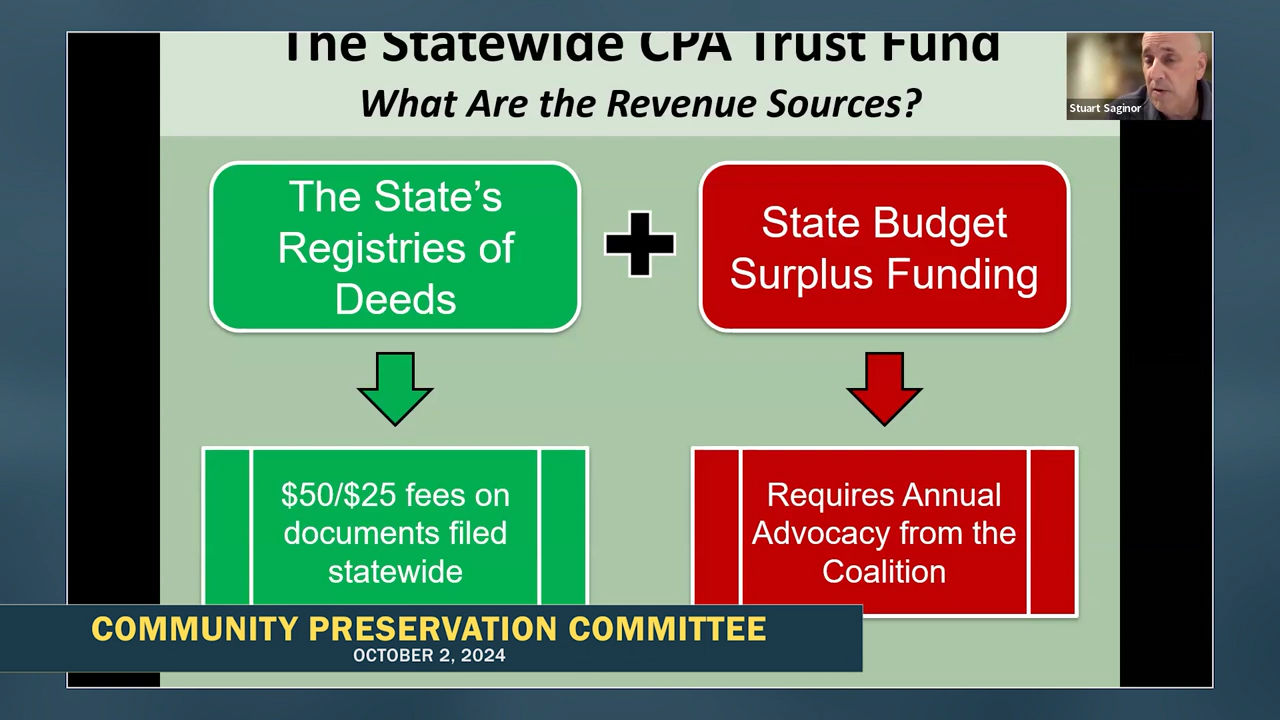 The Statewide CPA Trust Fund
What Are the Revenue Sources?
Stuart Saginor
The State’s
Registries of
Deeds
State Budget
Surplus Funding
$50/$25 fees on
documents filed
statewide
Requires Annual
Advocacy from the
Coalition
COMMUNITY PRESERVATION COMMITTEE
OCTOBER 2, 2024